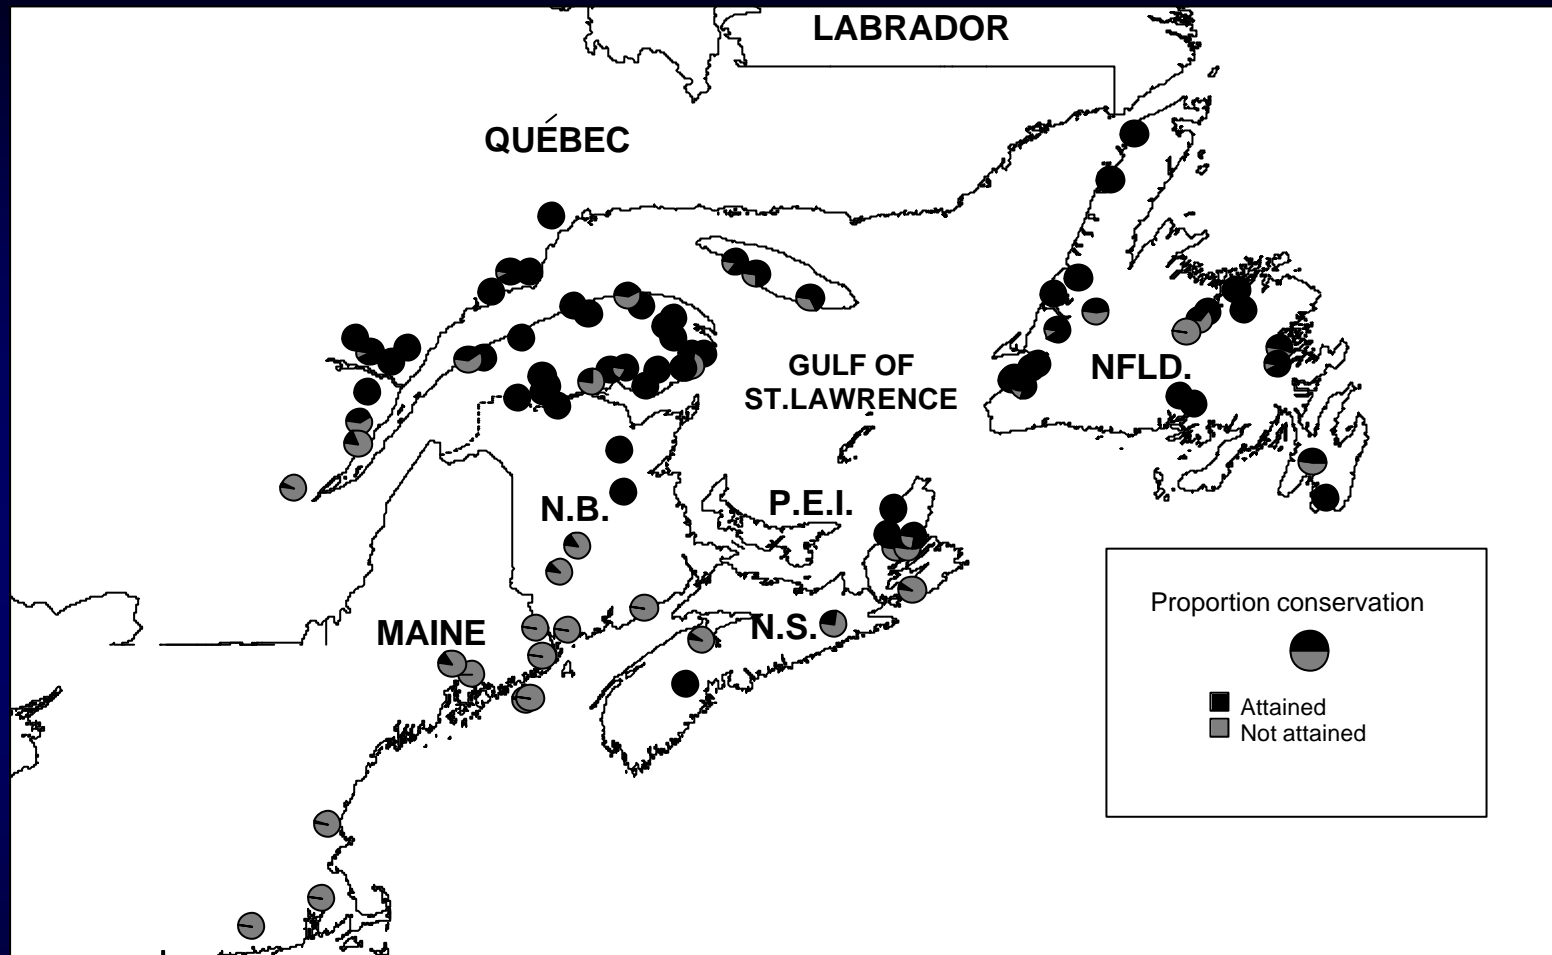 LABRADOR
QUÉBEC
GULF OF
ST.LAWRENCE
NFLD.
P.E.I.
N.B.
N.S.
MAINE
Proportion conservation
Attained
Not attained